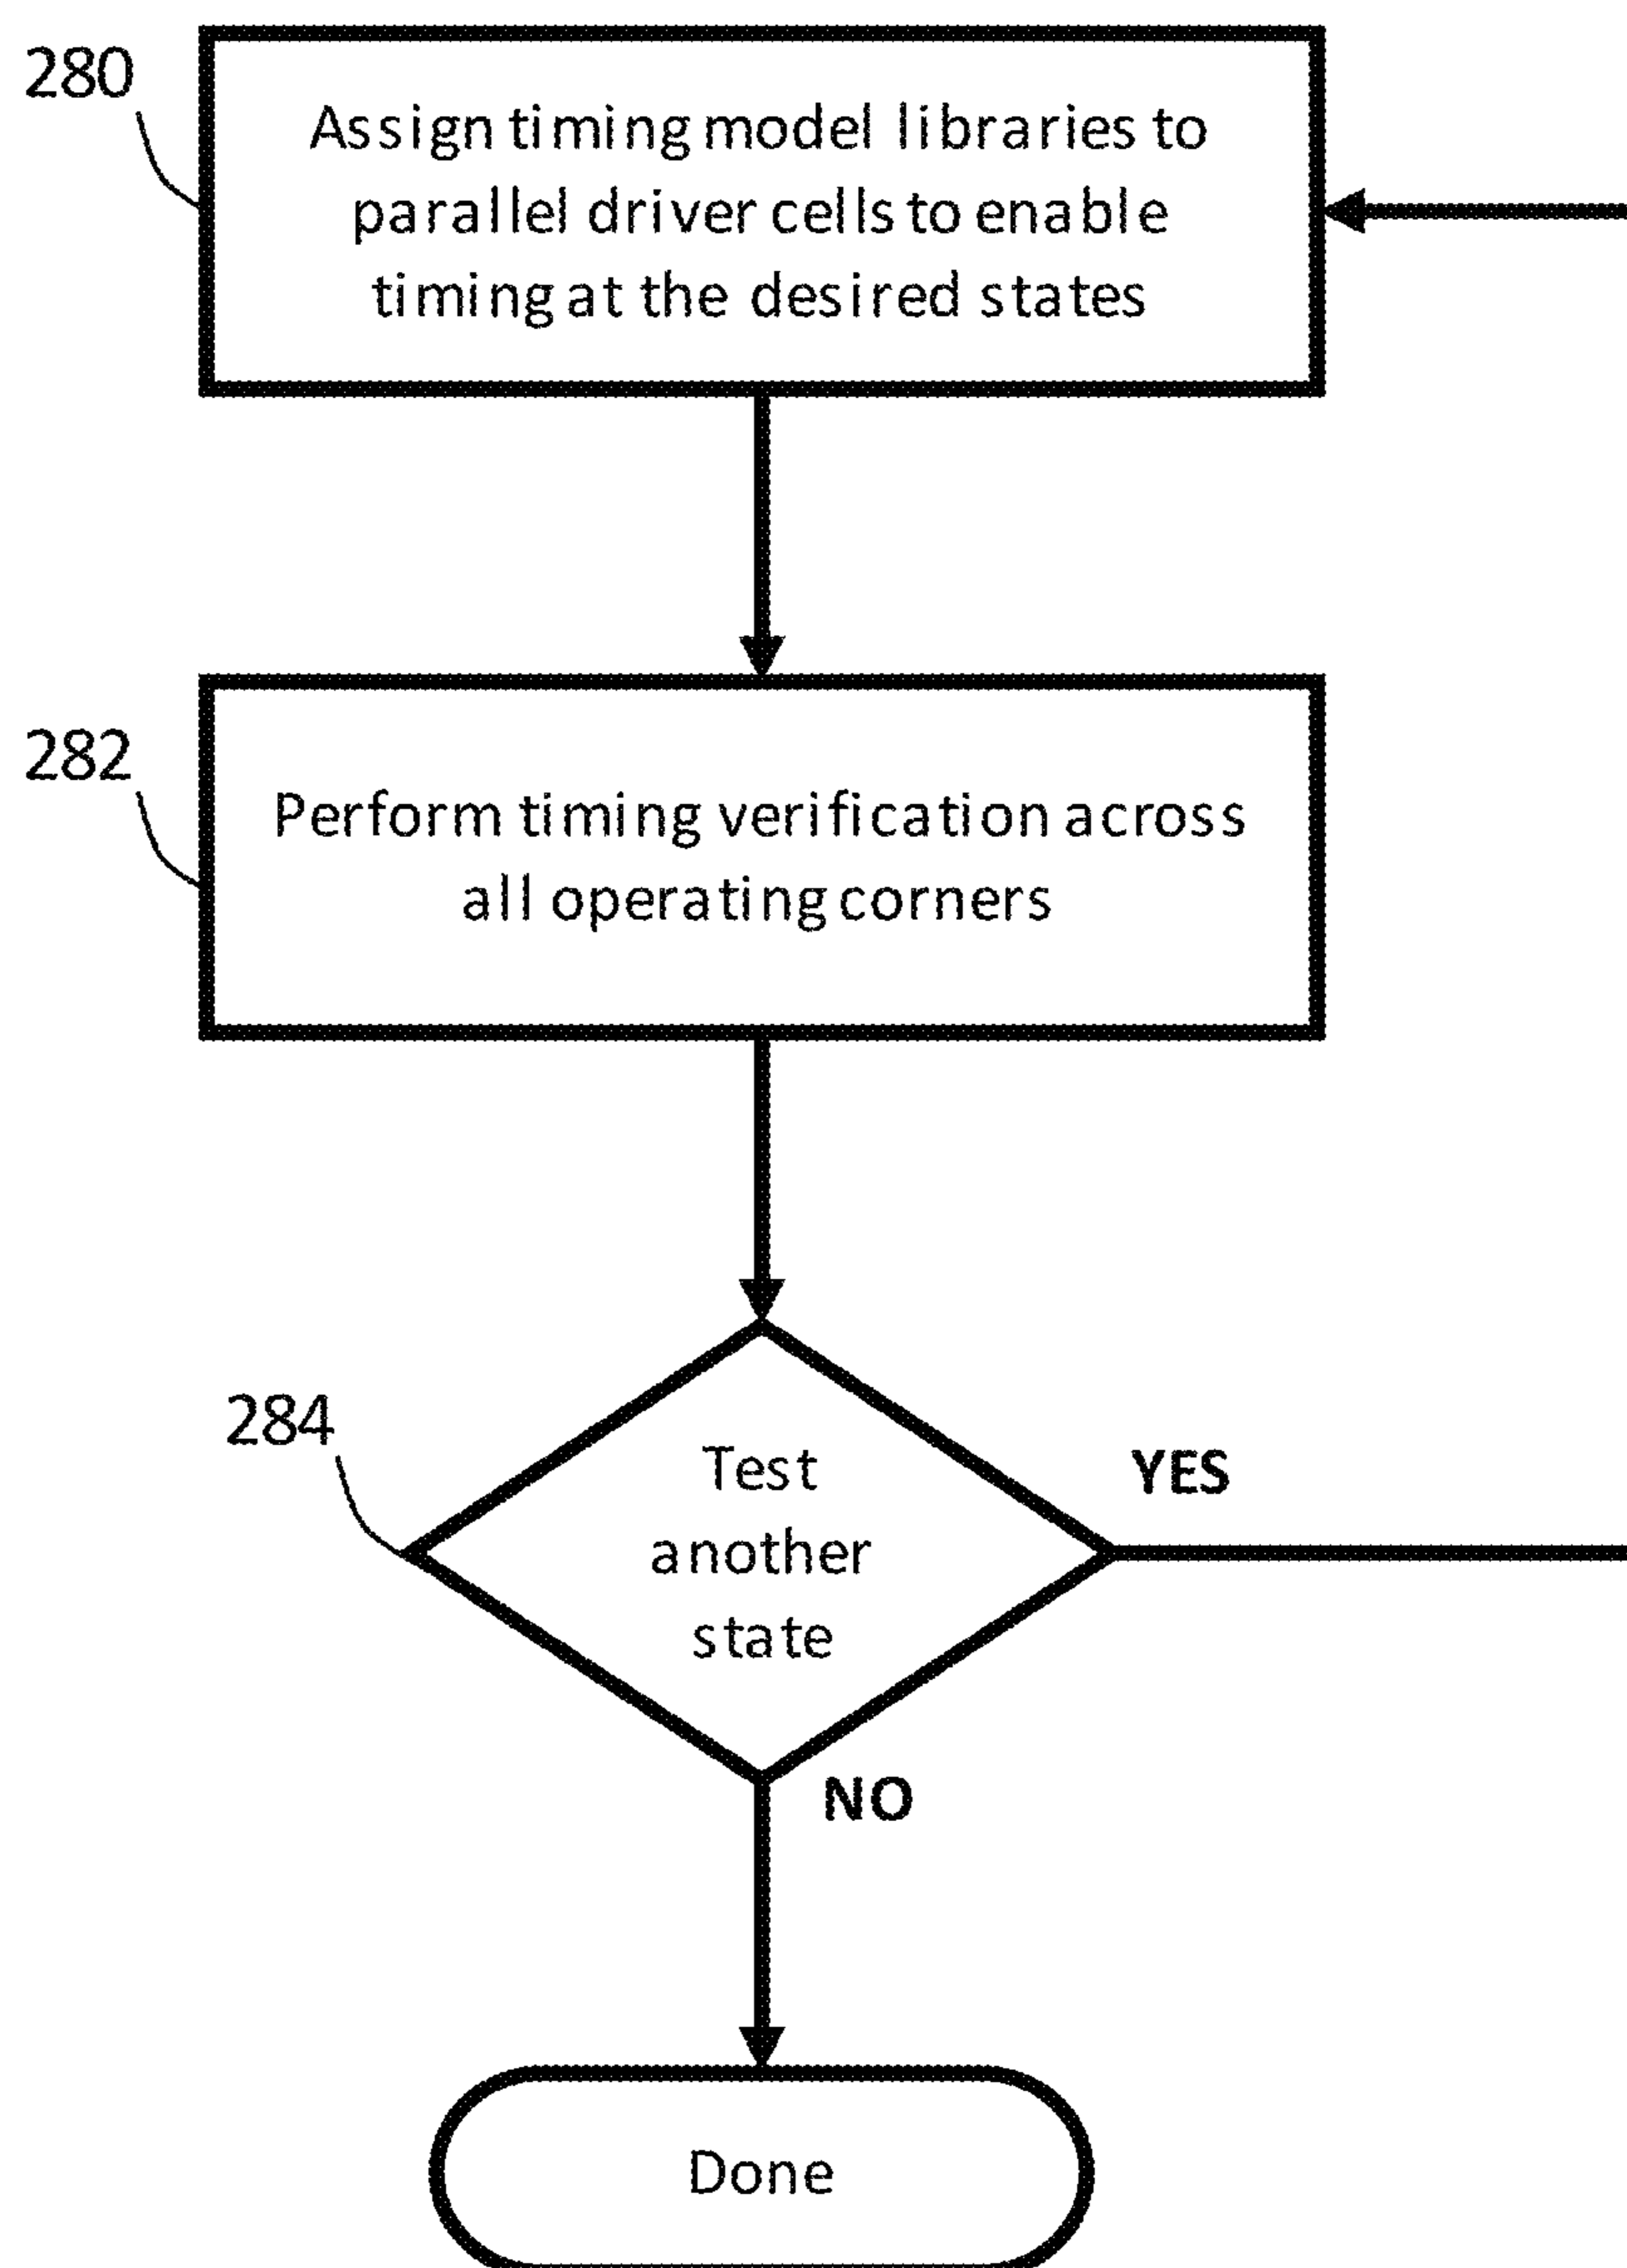 280
Assign timing model libraries to
parallel driver cells to enable
timing at the desired states
282
Perform timing verification across
all operating corners
284
Test
another
state
YES
NO
Done